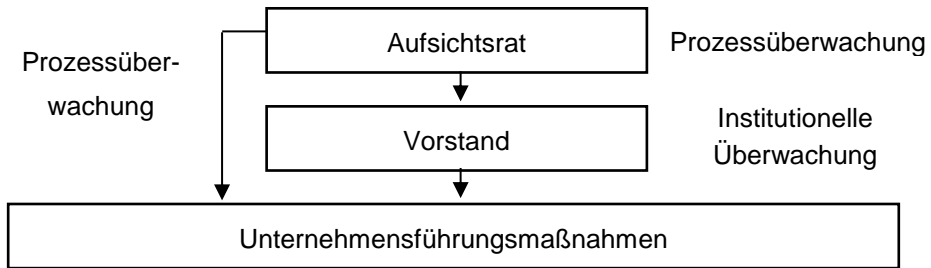 Aufsichtsrat
Prozessüberwachung
Prozessüber-
wachung
Vorstand
Institutionelle
Überwachung
Unternehmensführungsmaßnahmen